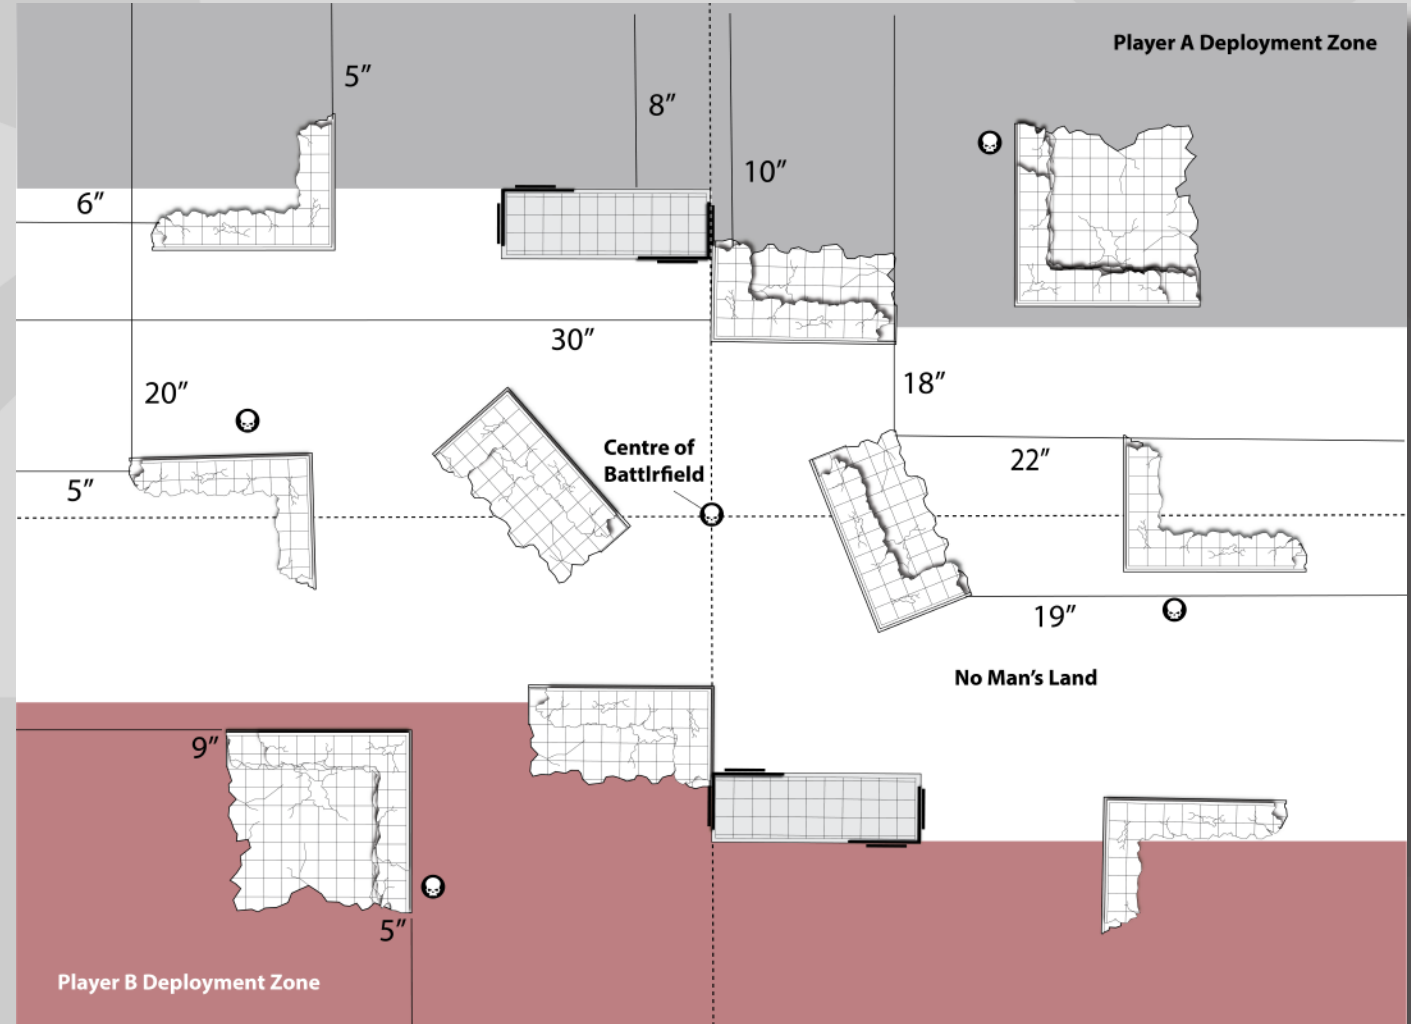 Player A Deployment Zone
5”
8”
10”
6”
30”
20”
18”
Centre of
Battlrfield
22”
5”
19”
No Man’s Land
9”
5”
Player B Deployment Zone